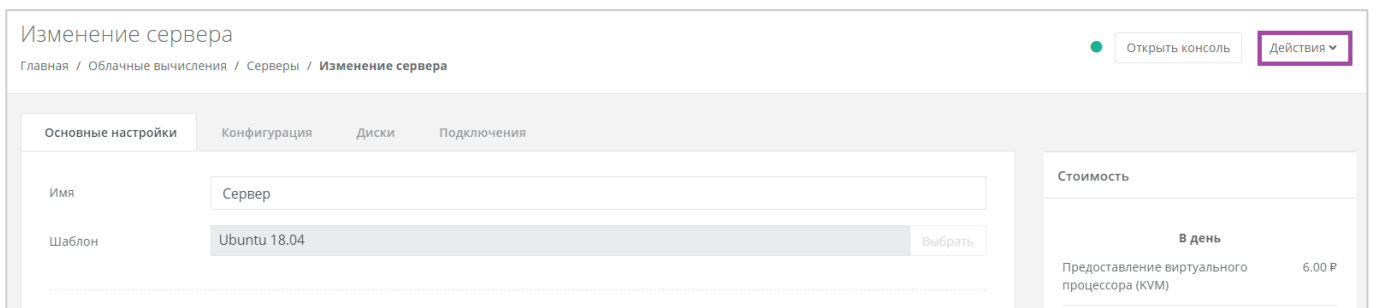 Изменение сервера
Главная / Облачные вычисления / Серверы / Изменение сервера
Открыть консоль
Действия
Основные настройки
Конфигурация
Диски
Подключения
Имя
Сервер
Шаблон
Ubuntu 18.04
Выбрать
Стоимость
В день
Предоставление виртуального
процессора (KVM)
6.00 ₽